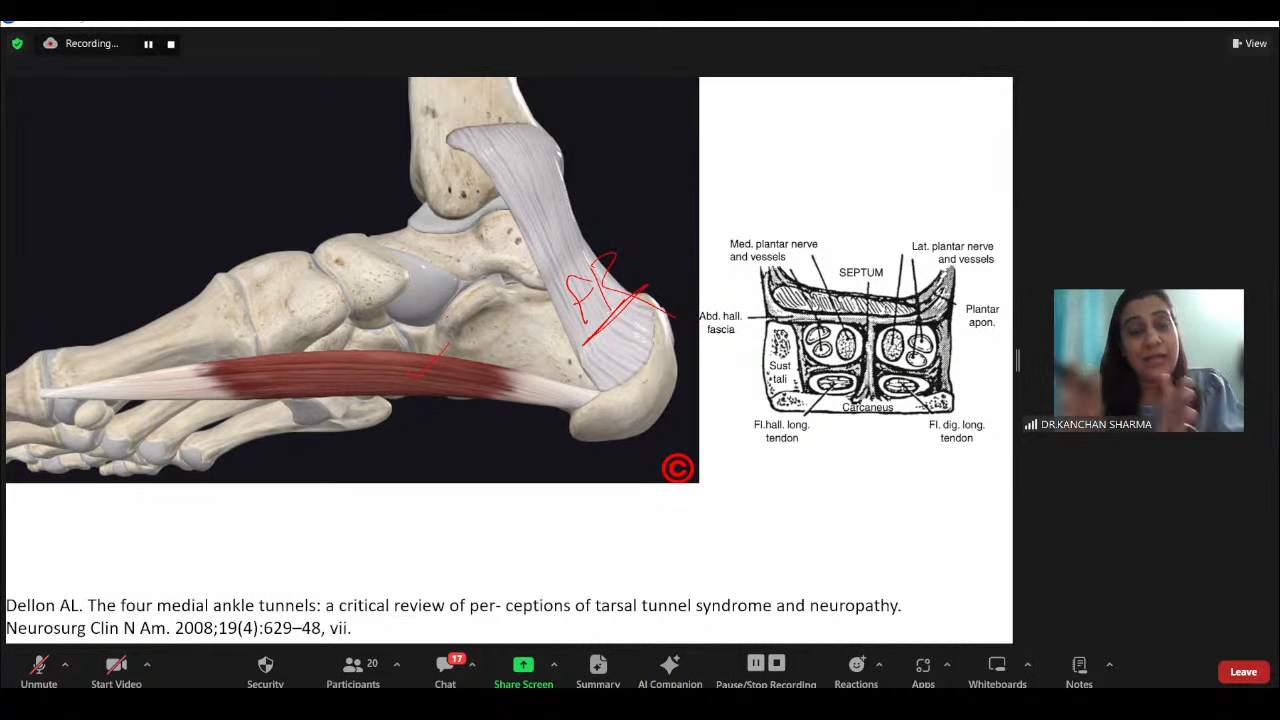 Recording...
View
PR
Med. plantar nerve
and vessels
Lat. plantar nerve
and vessels
SEPTUM
Abd. hall.
fascia
Plantar
apon.
Sust
tali
Carcaneus
Fl.hall. long.
tendon
Fl. dig. long.
tendon
©
DR.KANCHAN SHARMA
Dellon AL. The four medial ankle tunnels: a critical review of per- ceptions of tarsal tunnel syndrome and neuropathy.
Neurosurg Clin N Am. 2008;19(4):629–48, vii.
20
17
Unmute
Start Video
Security
Participants
Chat
Share Screen
Summary
AI Companion
Pause/Stop Recording
Reactions
Apps
Whiteboards
Notes
Leave